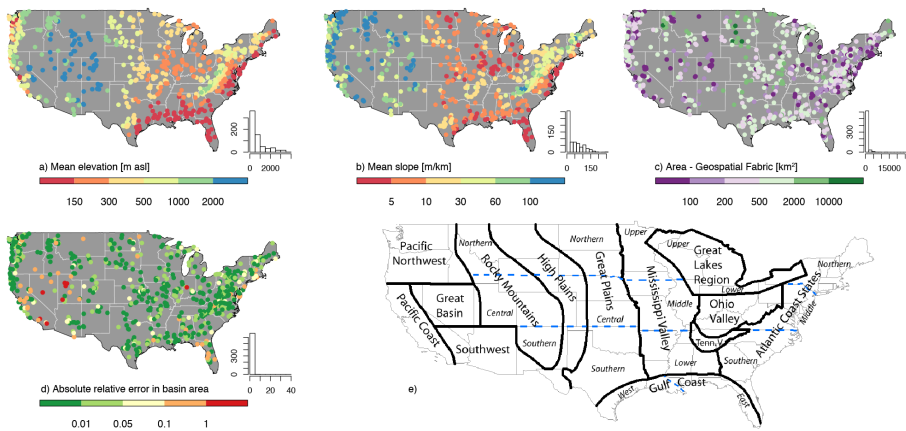 200
0
0 2000
a) Mean elevation [m asl]
150 300 500 1000 2000
150
0
0 150
b) Mean slope [m/km]
5 10 30 60 100
300
0
0 15000
c) Area - Geospatial Fabric [km²]
100 200 500 2000 10000
300
0
0 20 40
d) Absolute relative error in basin area
0.01 0.05 0.1 1
e)
Pacific
Northwest
Northern
Rocky Mountains
Central
Southern
High Plains
Northern
Great Plains
Central
Southern
Upper
Mississippi Valley
Middle
Lower
Upper
Great
Lakes
Region
Lower
Ohio
Valley
Tenn.V.
Northern
Atlantic Coast States
Middle
Southern
Great
Basin
Pacific Coast
Southwest
West
Gulf Coast
East